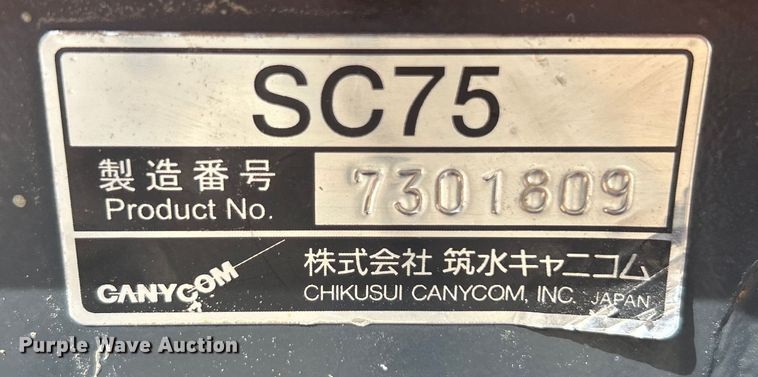 SC75
製造番号
Product No.
7301809
CANYCOM
株式会社 筑水キャニコム
CHIKUSUI CANYCOM, INC. JAPAN
Purple Wave Auction